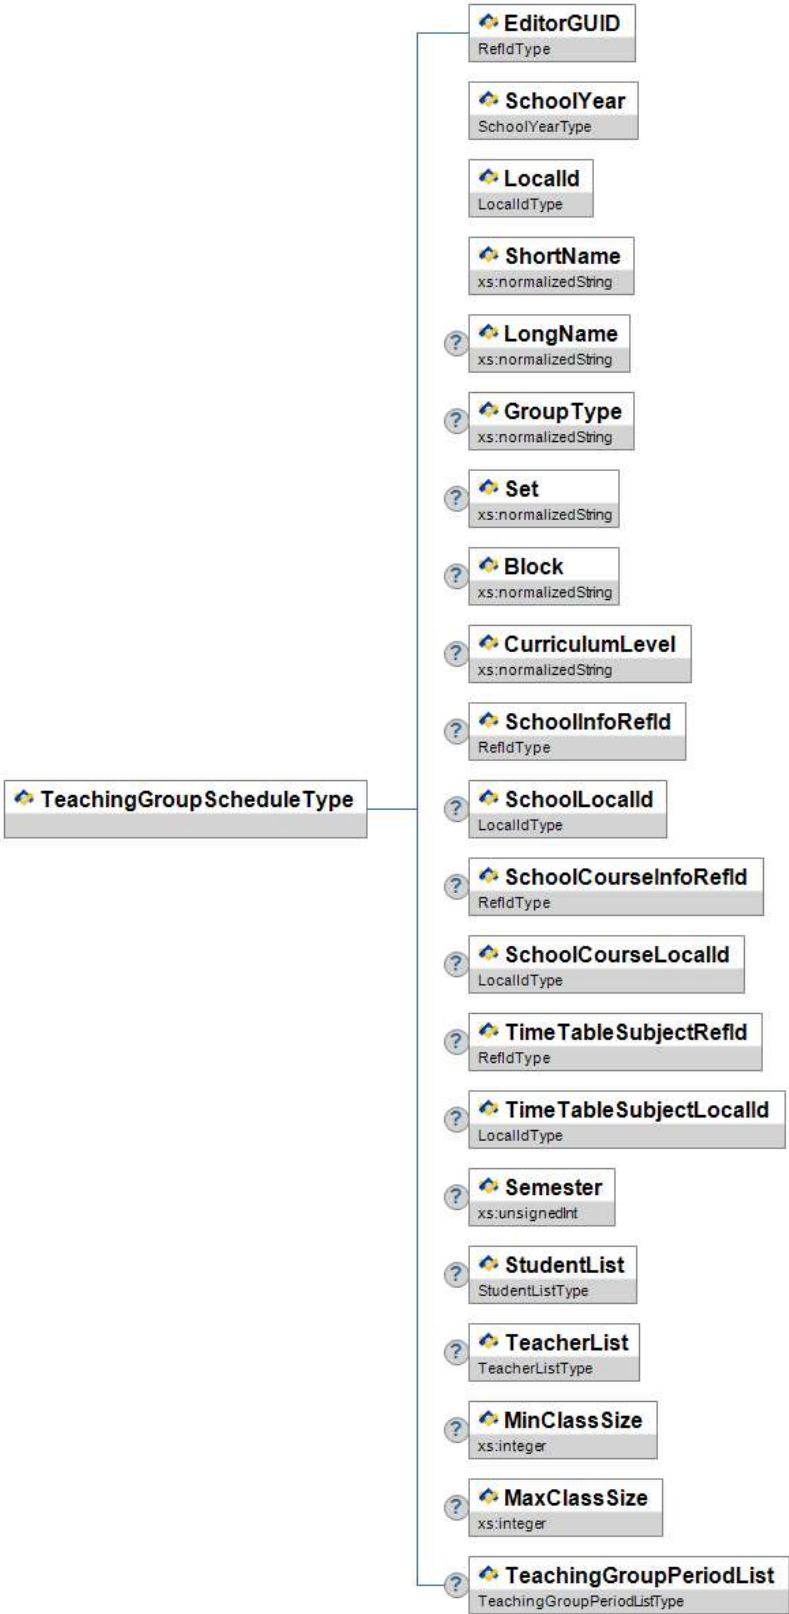 EditorGUID
RefIdType
SchoolYear
SchoolYearType
LocalId
LocalIdType
ShortName
xs:normalizedString
?
LongName
xs:normalizedString
?
GroupType
xs:normalizedString
?
Set
xs:normalizedString
?
Block
xs:normalizedString
?
CurriculumLevel
xs:normalizedString
?
SchoolInfoRefId
RefIdType
TeachingGroupScheduleType
?
SchoolLocalId
LocalIdType
?
SchoolCourseInfoRefId
RefIdType
?
SchoolCourseLocalId
LocalIdType
?
TimeTableSubjectRefId
RefIdType
?
TimeTableSubjectLocalId
LocalIdType
?
Semester
xs:unsignedInt
?
StudentList
StudentListType
?
TeacherList
TeacherListType
?
MinClassSize
xs:integer
?
MaxClassSize
xs:integer
?
TeachingGroupPeriodList
TeachingGroupPeriodListType